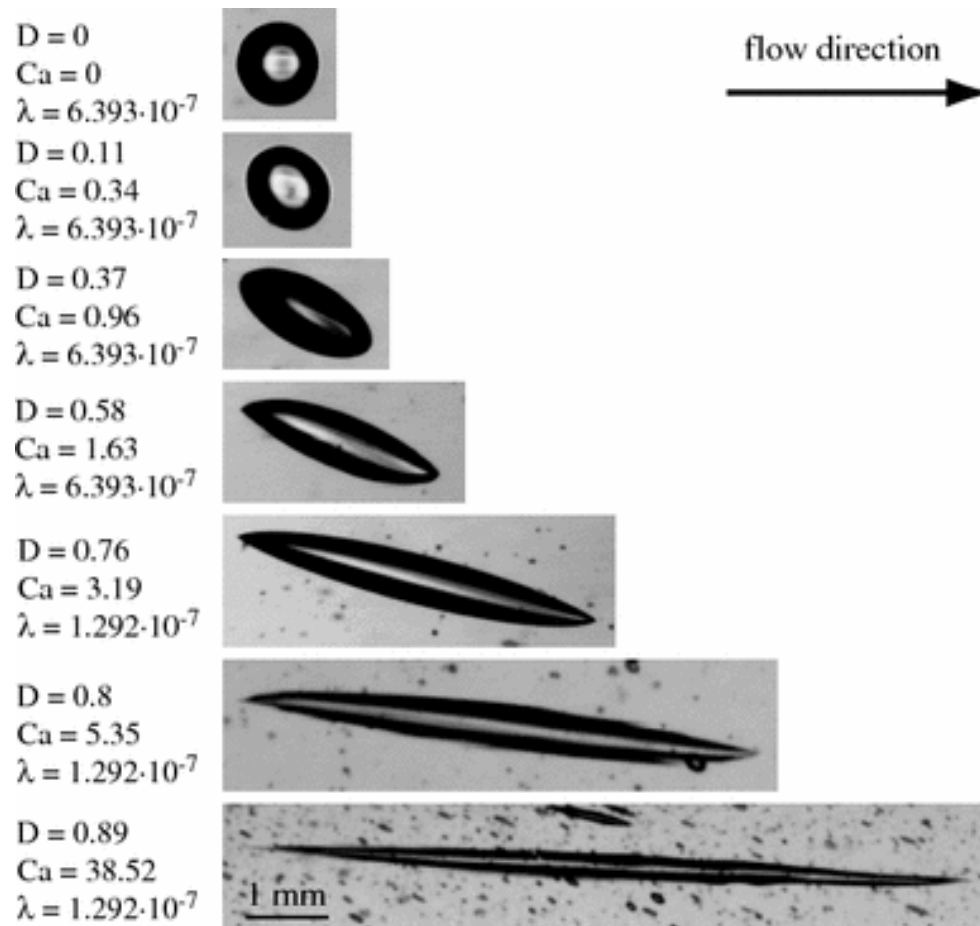 D = 0
Ca = 0
λ = 6.393·10⁻⁷
flow direction
D = 0.11
Ca = 0.34
λ = 6.393·10⁻⁷
D = 0.37
Ca = 0.96
λ = 6.393·10⁻⁷
D = 0.58
Ca = 1.63
λ = 6.393·10⁻⁷
D = 0.76
Ca = 3.19
λ = 1.292·10⁻⁷
D = 0.8
Ca = 5.35
λ = 1.292·10⁻⁷
D = 0.89
Ca = 38.52
λ = 1.292·10⁻⁷
1 mm